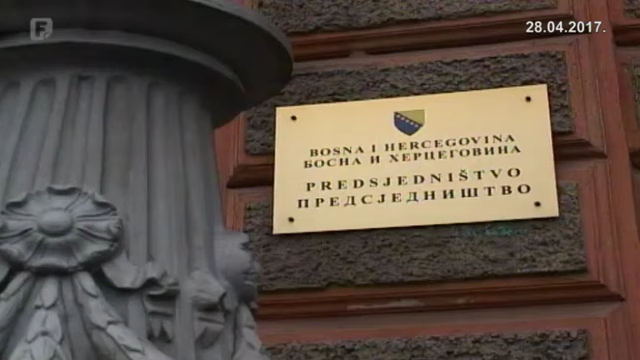 F
28.04.2017.
BOSNA I HERCEGOVINA
БОСНА И ХЕРЦЕГОВИНА
PREDSJEDNIŠTVO
ПРЕДСЈЕДНИШТВО